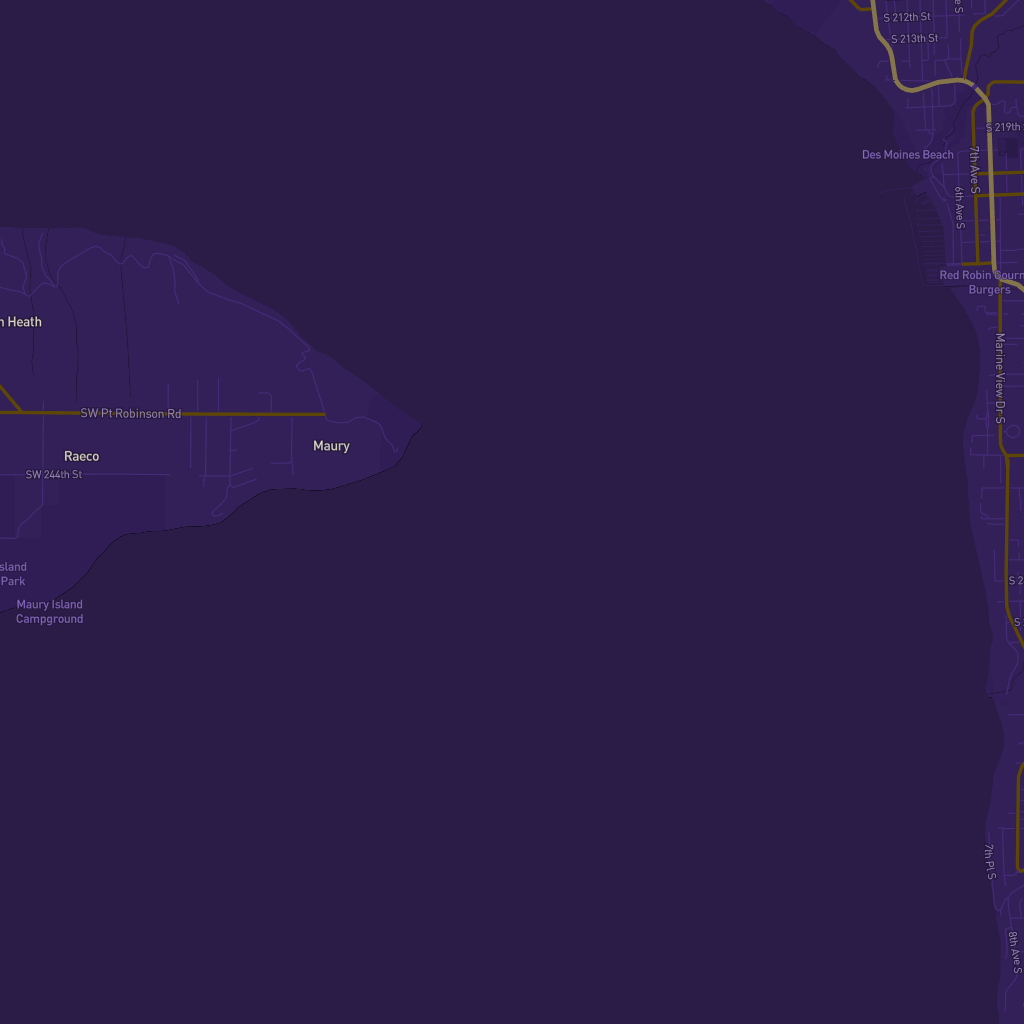 S 212th St
S 213th St
S 219th
Des Moines Beach
7th Ave S
6th Ave S
Red Robin Gourm
Burgers
n Heath
Marine View Dr S
SW Pt Robinson Rd
Maury
Raeco
SW 244th St
sland
Park
Maury Island
Campground
S 2
S
7th Pl S
8th Ave S